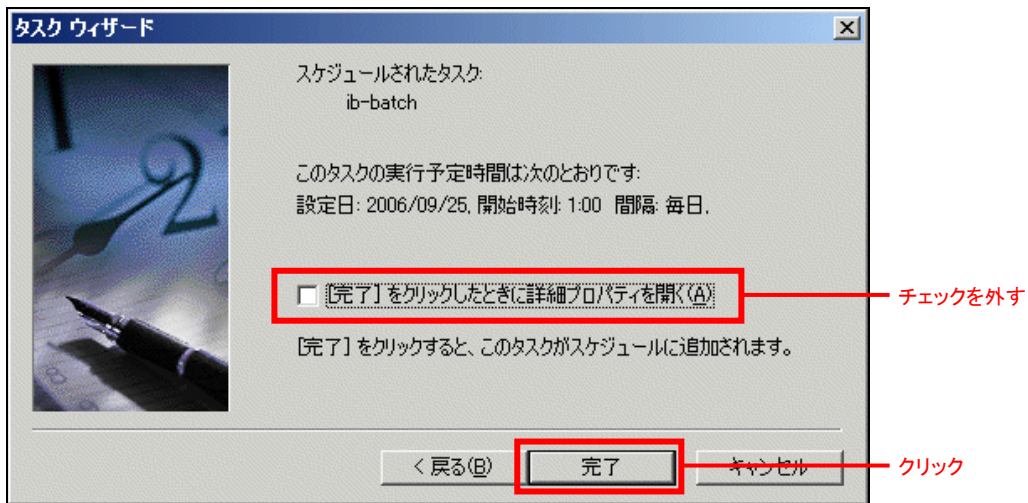 タスク ウィザード
スケジュールされたタスク:
ib-batch
このタスクの実行予定時間は次のとおりです:
設定日: 2006/09/25, 開始時刻: 1:00 間隔: 毎日,
[完了] をクリックしたときに詳細プロパティを開く(A)
チェックを外す
[完了] をクリックすると、このタスクがスケジュールに追加されます。
< 戻る(B)
完了
キャンセル
クリック